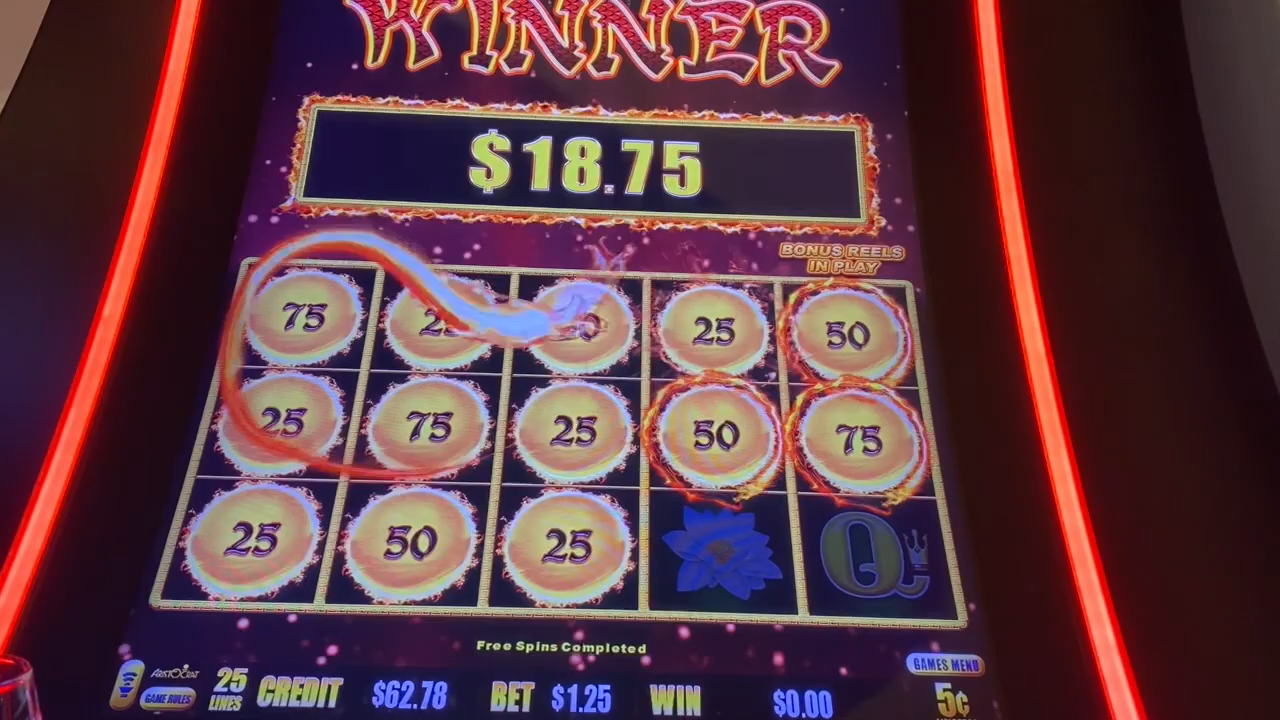 WINNER
$18.75
BONUS REELS
IN PLAY
75 25 50
25 75 25 50 75
25 50 25 Q
Free Spins Completed
GAMES MENU
ARISTOCRAT
GAME RULES
25
LINES
CREDIT $62.78 BET $1.25 WIN $0.00
5¢